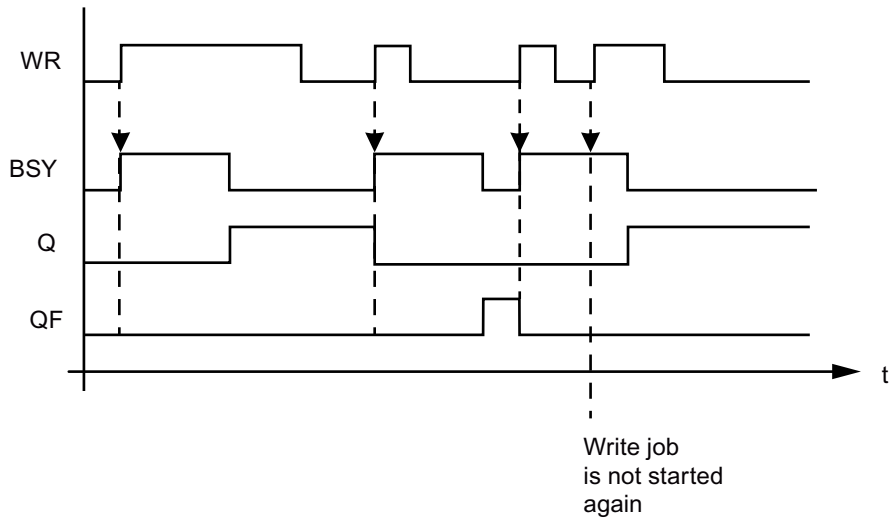 WR
BSY
Q
QF
t
Write job
is not started
again